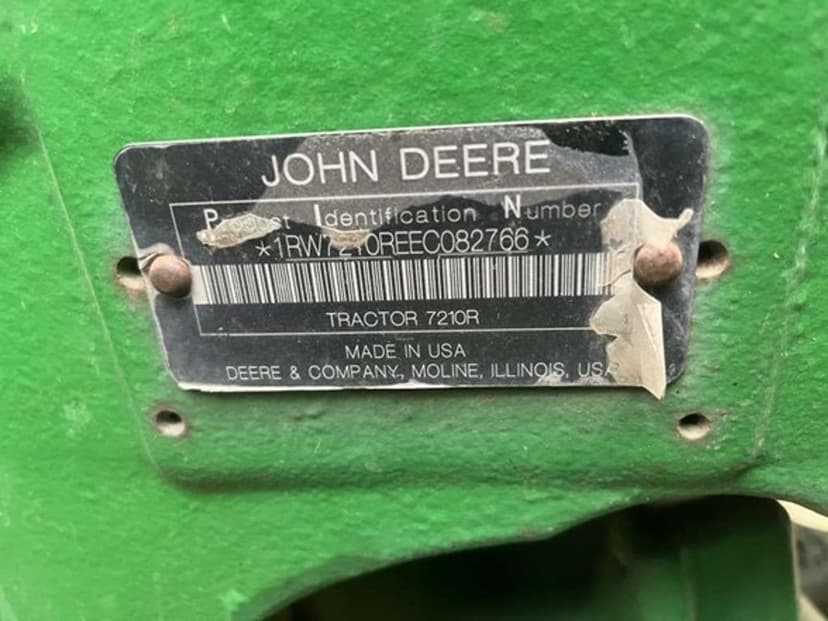 JOHN DEERE
Product Identification Number
*1RW7210REEC082766*
TRACTOR 7210R
MADE IN USA
DEERE & COMPANY, MOLINE, ILLINOIS, USA